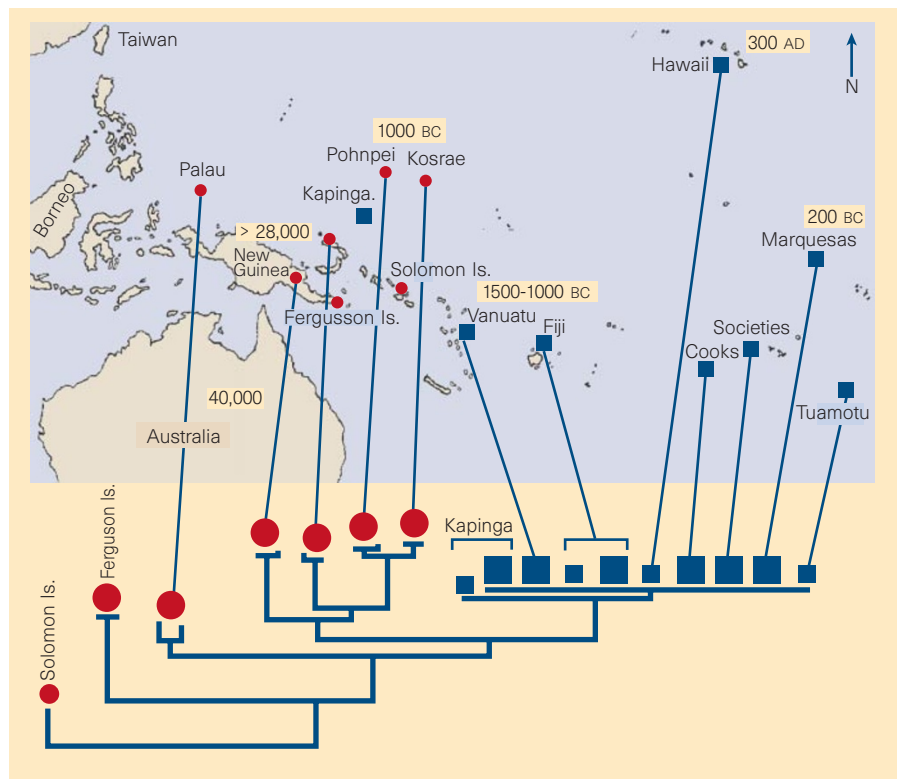 Taiwan
300 AD
Hawaii
N
1000 BC
Pohnpei
Kosrae
Palau
Kapinga.
Borneo
> 28,000
200 BC
Marquesas
New
Guinea
Solomon Is.
1500-1000 BC
Fergusson Is.
Vanuatu
Fiji
Societies
Cooks
40,000
Tuamotu
Australia
Ferguson Is.
Kapinga
Solomon Is.